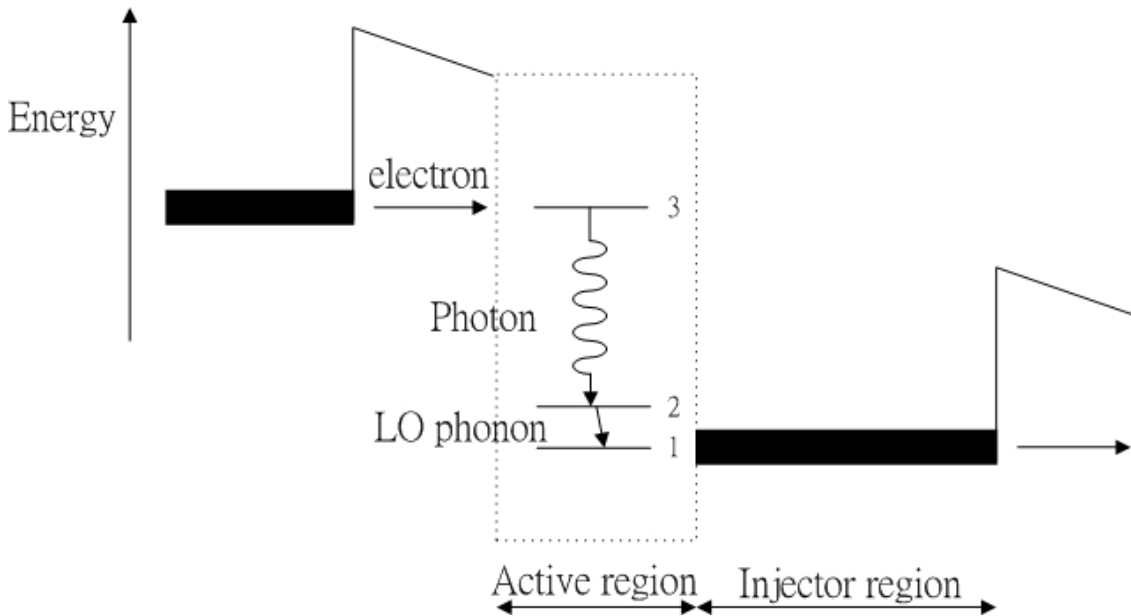 Energy
electron
3
Photon
2
LO phonon
1
Active region
Injector region